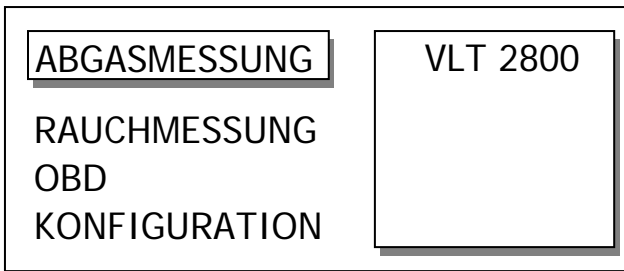 ABGASMESSUNG
RAUCHMESSUNG
OBD
KONFIGURATION
VLT 2800